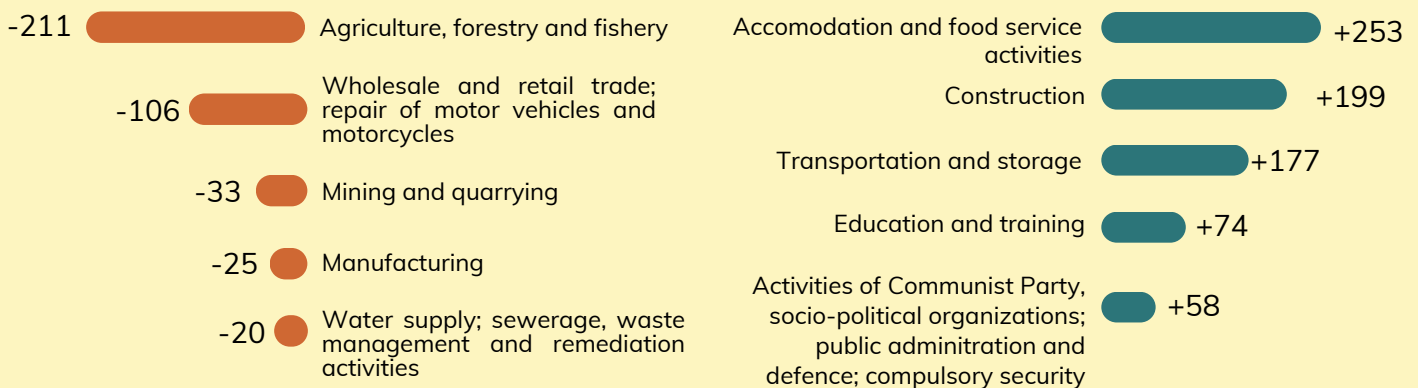 -211
Agriculture, forestry and fishery
-106
Wholesale and retail trade;
repair of motor vehicles and
motorcycles
-33
Mining and quarrying
-25
Manufacturing
-20
Water supply; sewerage, waste
management and remediation
activities
Accomodation and food service
activities
+253
Construction
+199
Transportation and storage
+177
Education and training
+74
Activities of Communist Party,
socio-political organizations;
public adminitration and
defence; compulsory security
+58